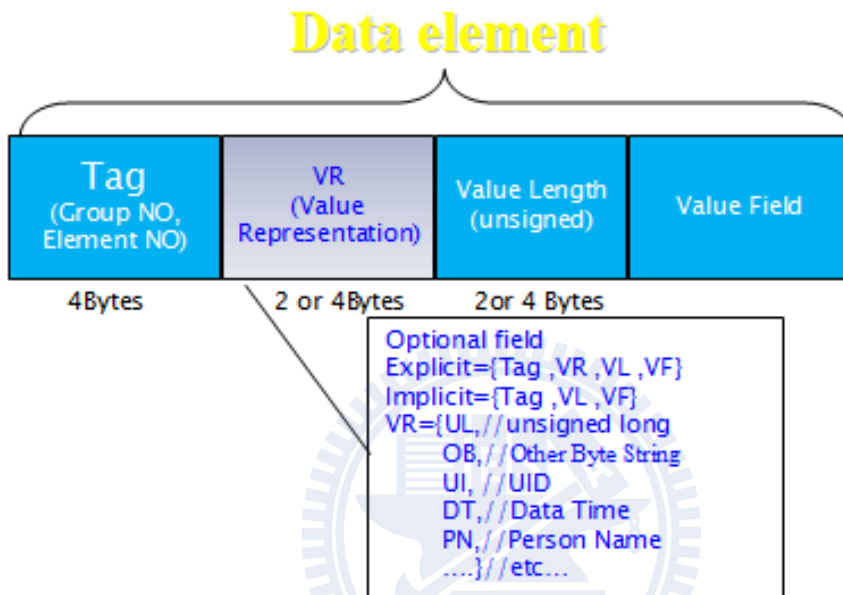 Data element
Tag
(Group NO,
Element NO)
VR
(Value
Representation)
Value Length
(unsigned)
Value Field
4Bytes
2 or 4Bytes
2or 4 Bytes
Optional field
Explicit={Tag ,VR ,VL ,VF}
Implicit={Tag ,VL ,VF}
VR={UL,//unsigned long
OB,//Other Byte String
UI, //UID
DT,//Data Time
PN,//Person Name
....}//etc...